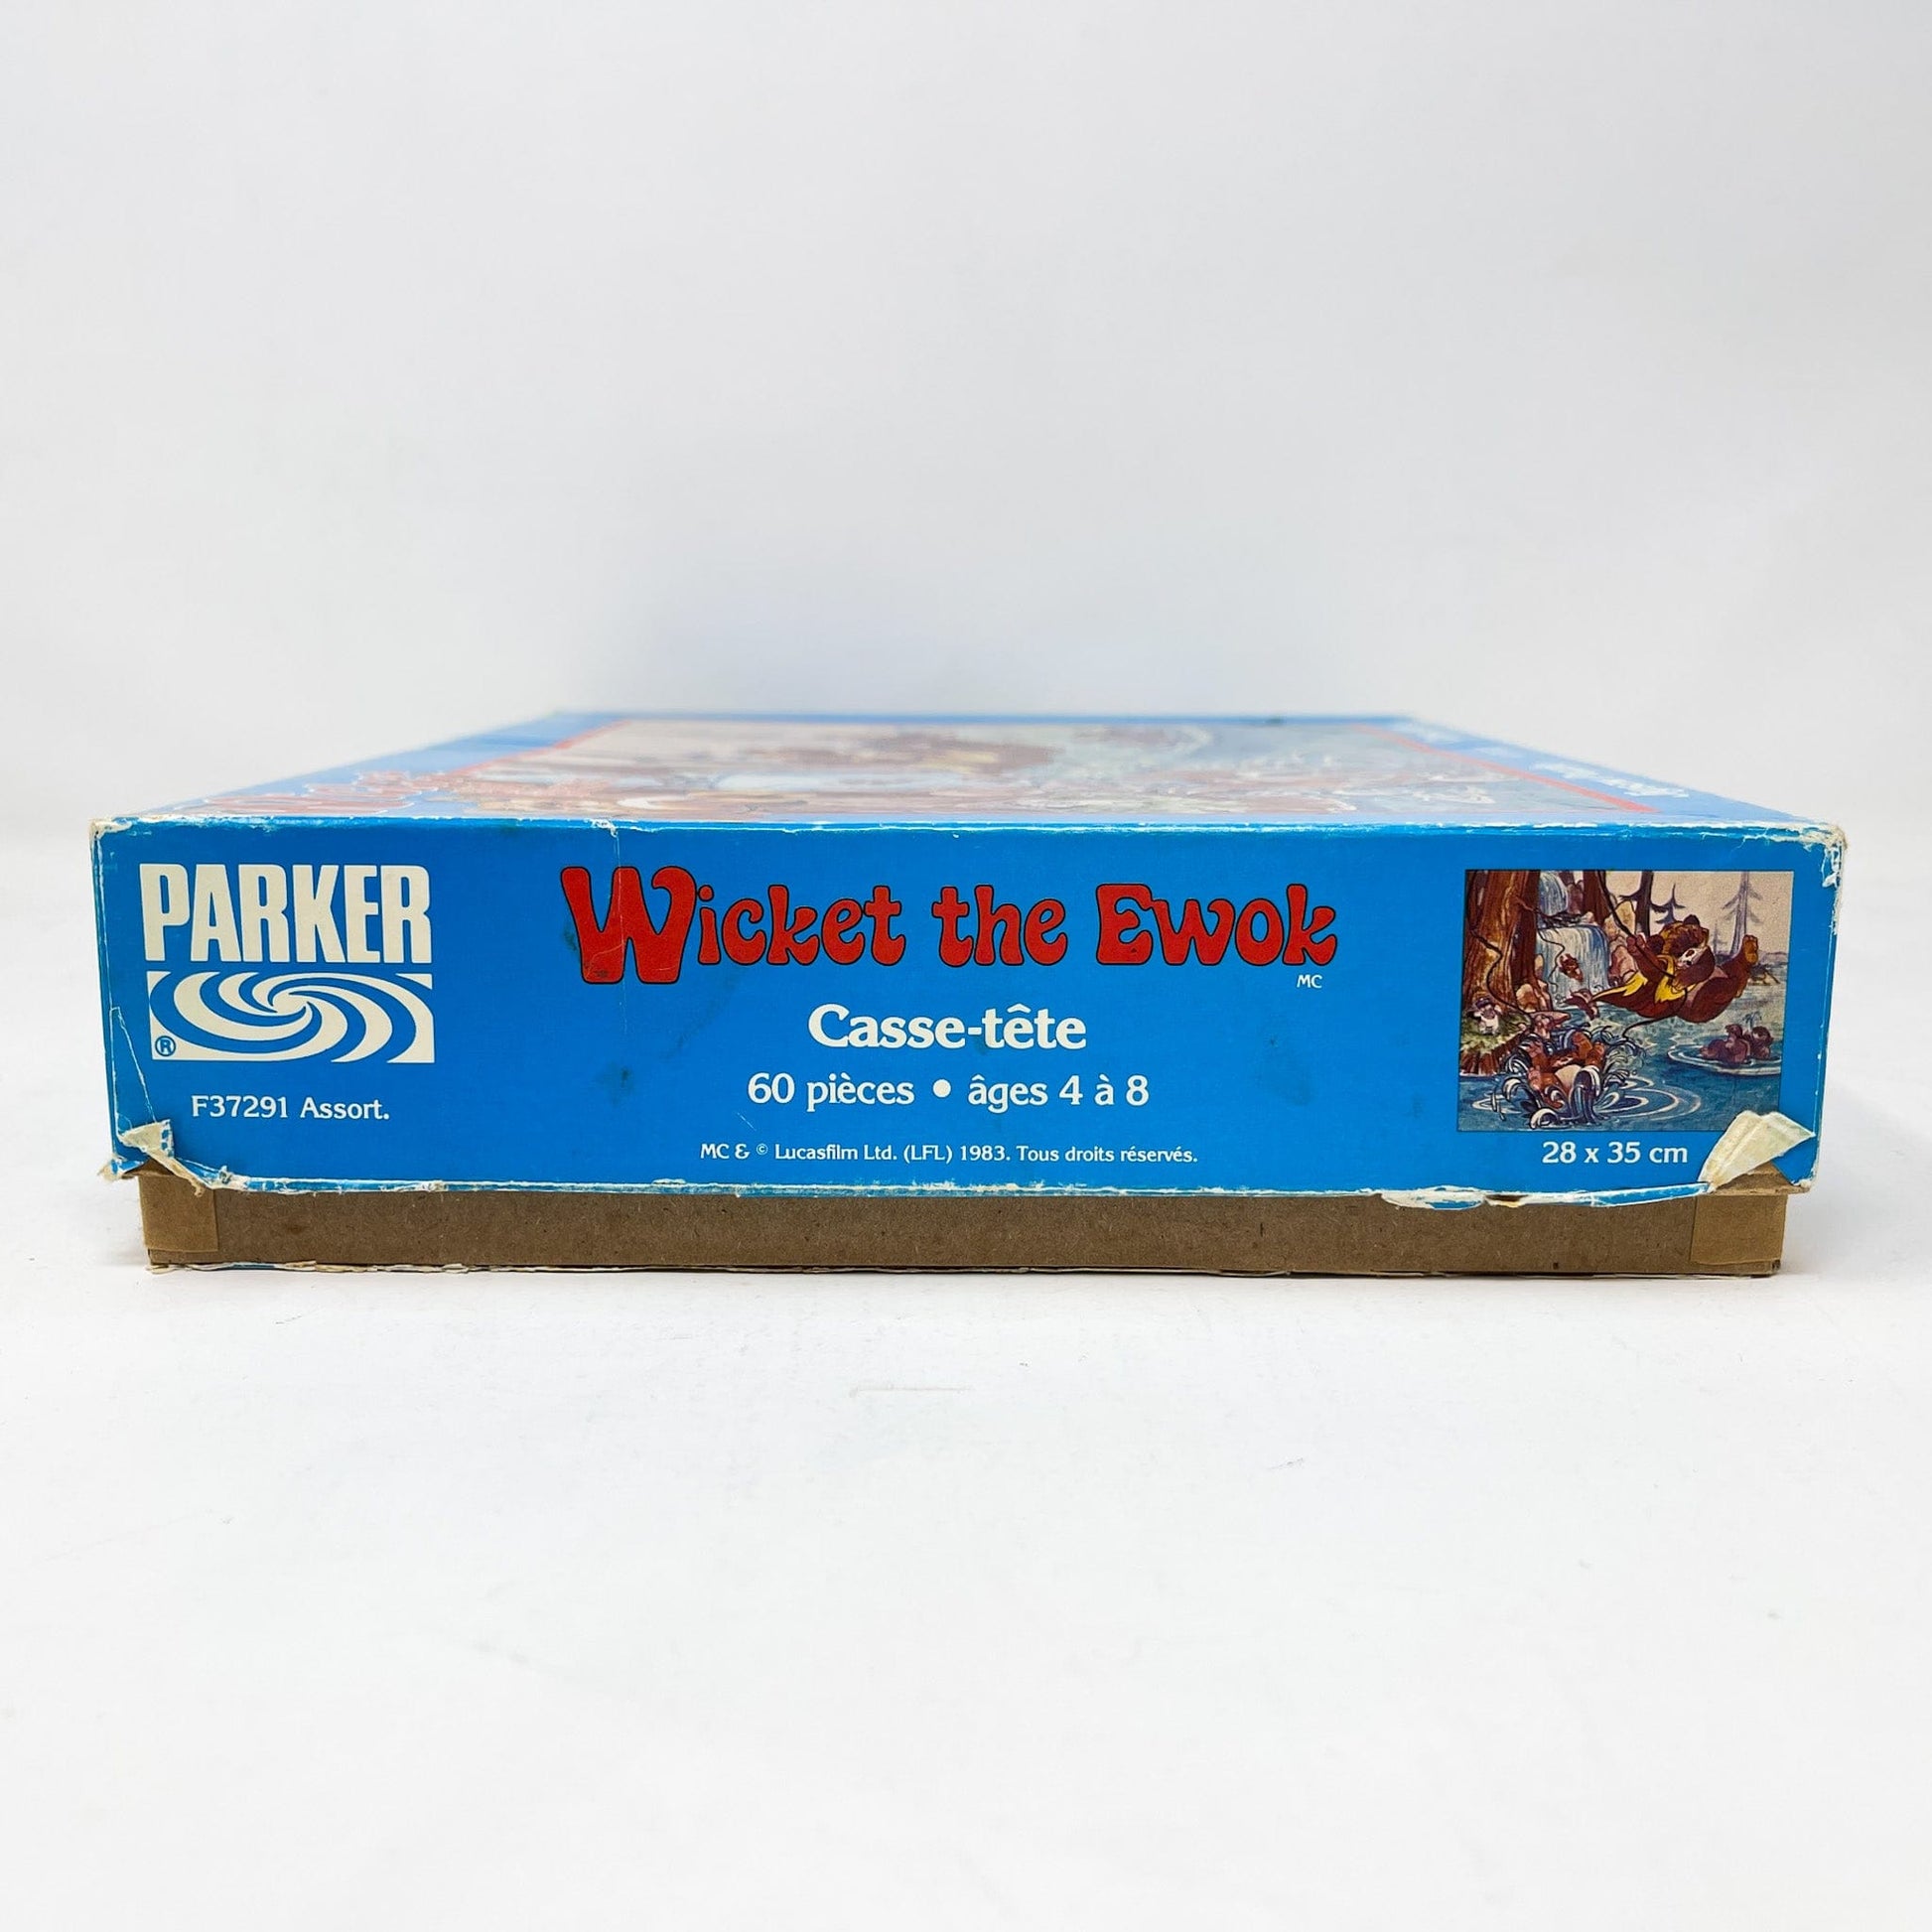 PARKER
®
F37291 Assort.
Wicket the Ewok
MC
Casse-tête
60 pièces • âges 4 à 8
MC & © Lucasfilm Ltd. (LFL) 1983. Tous droits réservés.
28 x 35 cm